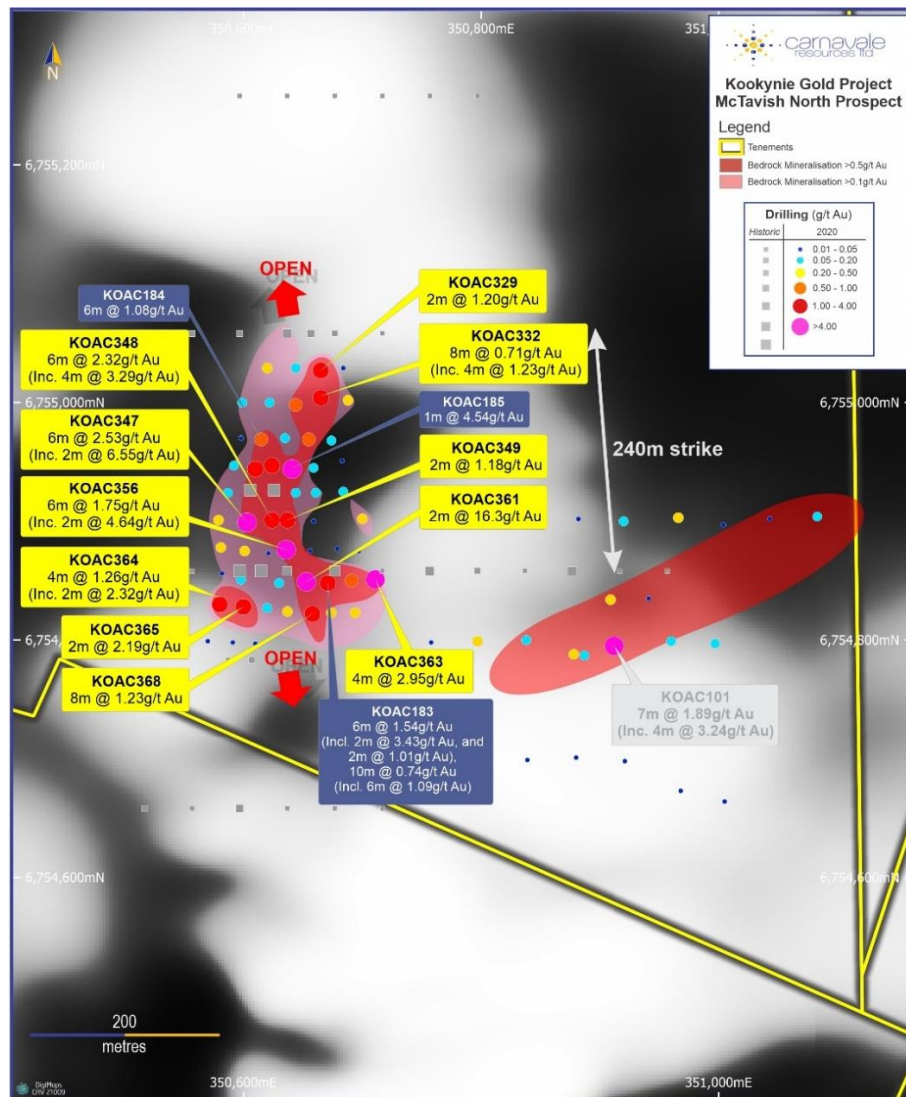 350,600mE
350,800mE
351,
carnavale
resources ltd
Kookynie Gold Project
McTavish North Prospect
Legend
Tenements
Bedrock Mineralisation >0.5g/t Au
Bedrock Mineralisation >0.1g/t Au
Drilling (g/t Au)
Historic
2020
0.01 - 0.05
0.05 - 0.20
0.20 - 0.50
0.50 - 1.00
1.00 - 4.00
>4.00
N
6,755,200mN
OPEN
KOAC184
6m @ 1.08g/t Au
KOAC329
2m @ 1.20g/t Au
KOAC348
6m @ 2.32g/t Au
(Inc. 4m @ 3.29g/t Au)
KOAC332
8m @ 0.71g/t Au
(Inc. 4m @ 1.23g/t Au)
6,755,000mN
6,755,000mN
KOAC185
1m @ 4.54g/t Au
240m strike
KOAC347
6m @ 2.53g/t Au
(Inc. 2m @ 6.55g/t Au)
KOAC349
2m @ 1.18g/t Au
KOAC356
6m @ 1.75g/t Au
(Inc. 2m @ 4.64g/t Au)
KOAC361
2m @ 16.3g/t Au
KOAC364
4m @ 1.26g/t Au
(Inc. 2m @ 2.32g/t Au)
KOAC365
2m @ 2.19g/t Au
6,754,
6,754,800mN
KOAC368
8m @ 1.23g/t Au
OPEN
KOAC363
4m @ 2.95g/t Au
KOAC183
6m @ 1.54g/t Au
(Incl. 2m @ 3.43g/t Au, and
2m @ 1.01g/t Au),
10m @ 0.74g/t Au
(Incl. 6m @ 1.09g/t Au)
KOAC101
7m @ 1.89g/t Au
(Inc. 4m @ 3.24g/t Au)
6,754,600mN
6,754,600mN
200
metres
DigiMaps
CHV 21009
350,600mE
351,000mE